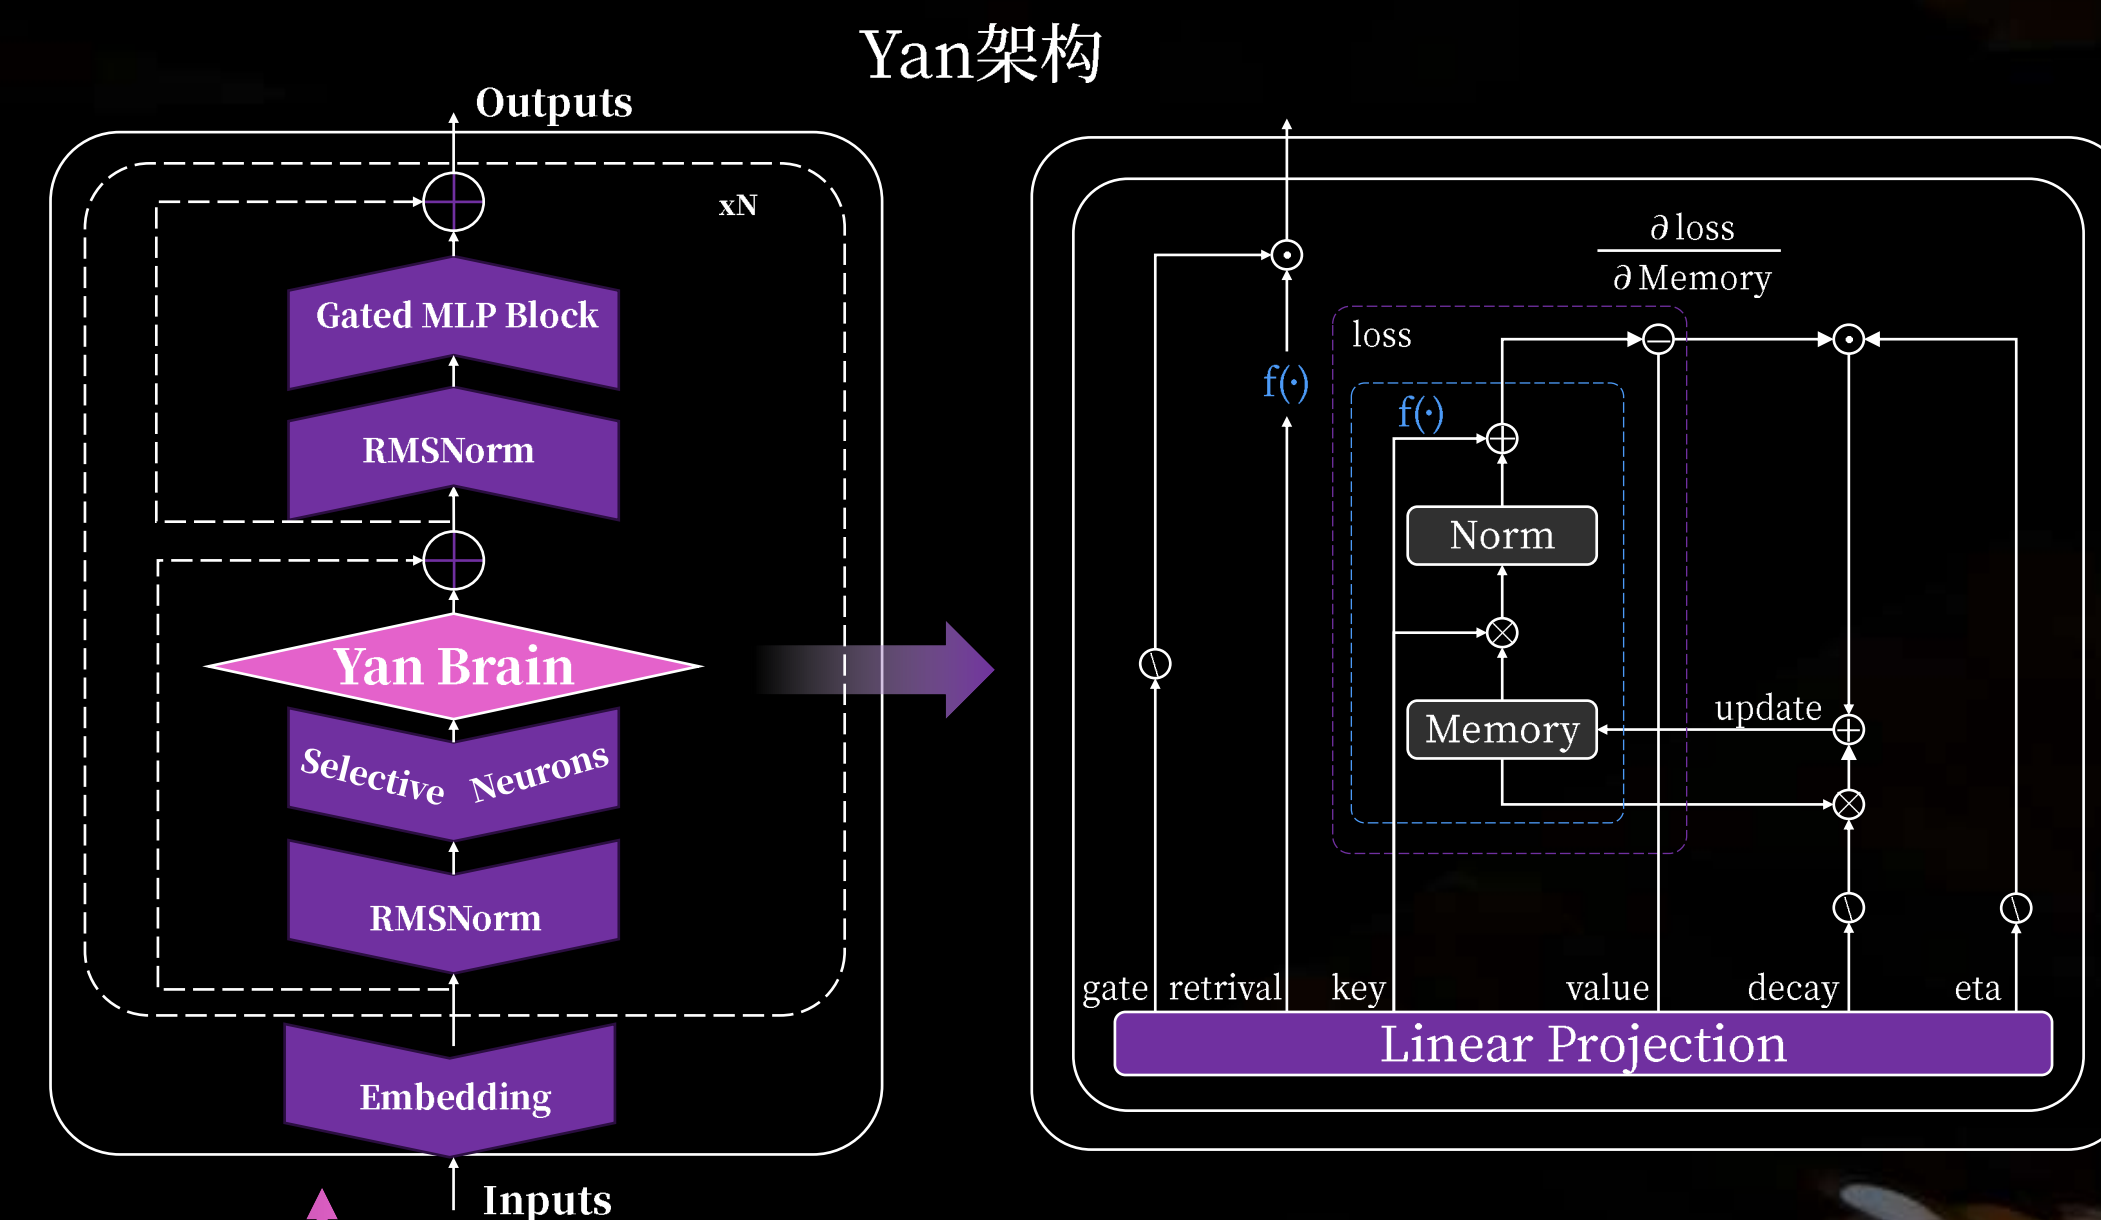 Yan架构
Outputs
xN
Gated MLP Block
RMSNorm
Yan Brain
Selective Neurons
RMSNorm
Embedding
Inputs
∂ loss
∂ Memory
loss
f(·)
f(·)
Norm
Memory
update
gate
retrival
key
value
decay
eta
Linear Projection